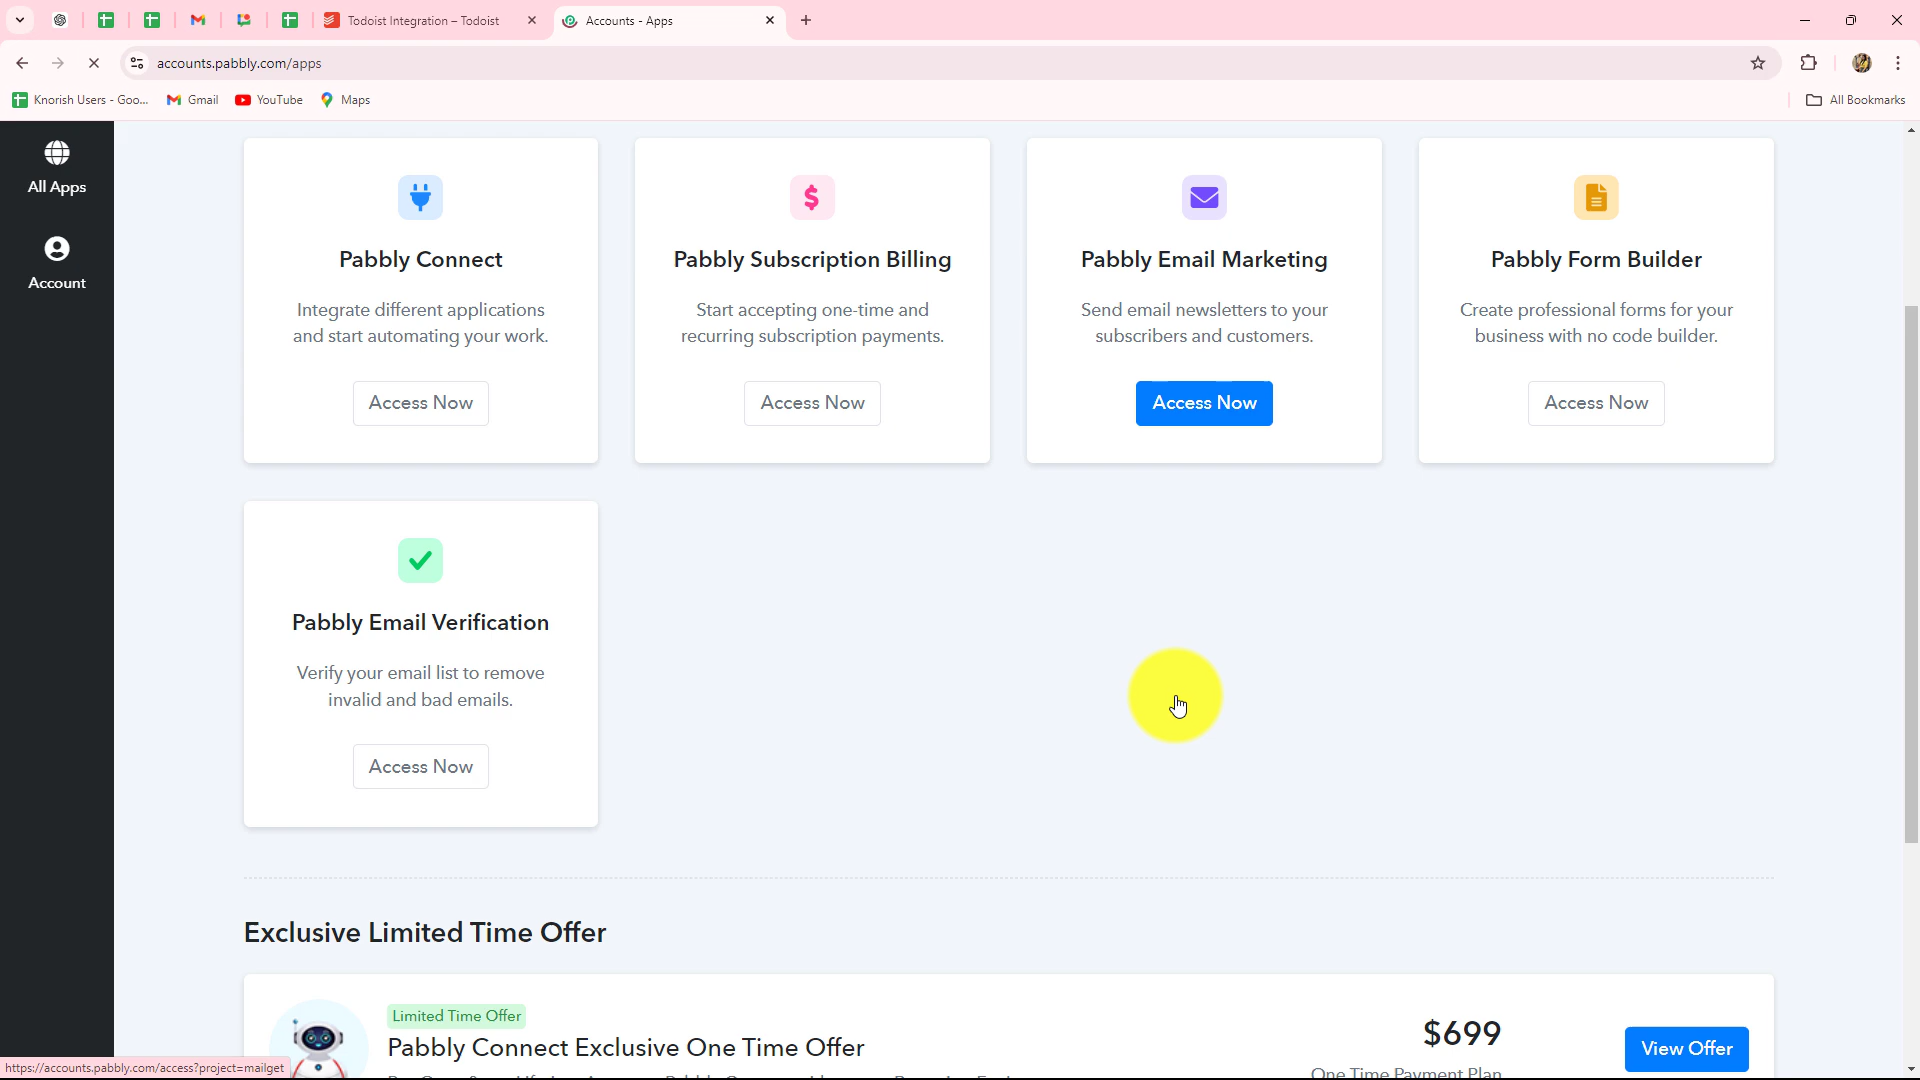 Todoist Integration – Todoist
Accounts - Apps
accounts.pabbly.com/apps
Knorish Users - Goo...
Gmail
YouTube
Maps
All Bookmarks
All Apps
Account
Pabbly Connect
Integrate different applications
and start automating your work.
Access Now
Pabbly Subscription Billing
Start accepting one-time and
recurring subscription payments.
Access Now
Pabbly Email Marketing
Send email newsletters to your
subscribers and customers.
Access Now
Pabbly Form Builder
Create professional forms for your
business with no code builder.
Access Now
Pabbly Email Verification
Verify your email list to remove
invalid and bad emails.
Access Now
Exclusive Limited Time Offer
Limited Time Offer
Pabbly Connect Exclusive One Time Offer
$699
One Time Payment Plan
View Offer
https://accounts.pabbly.com/access?project=mailget